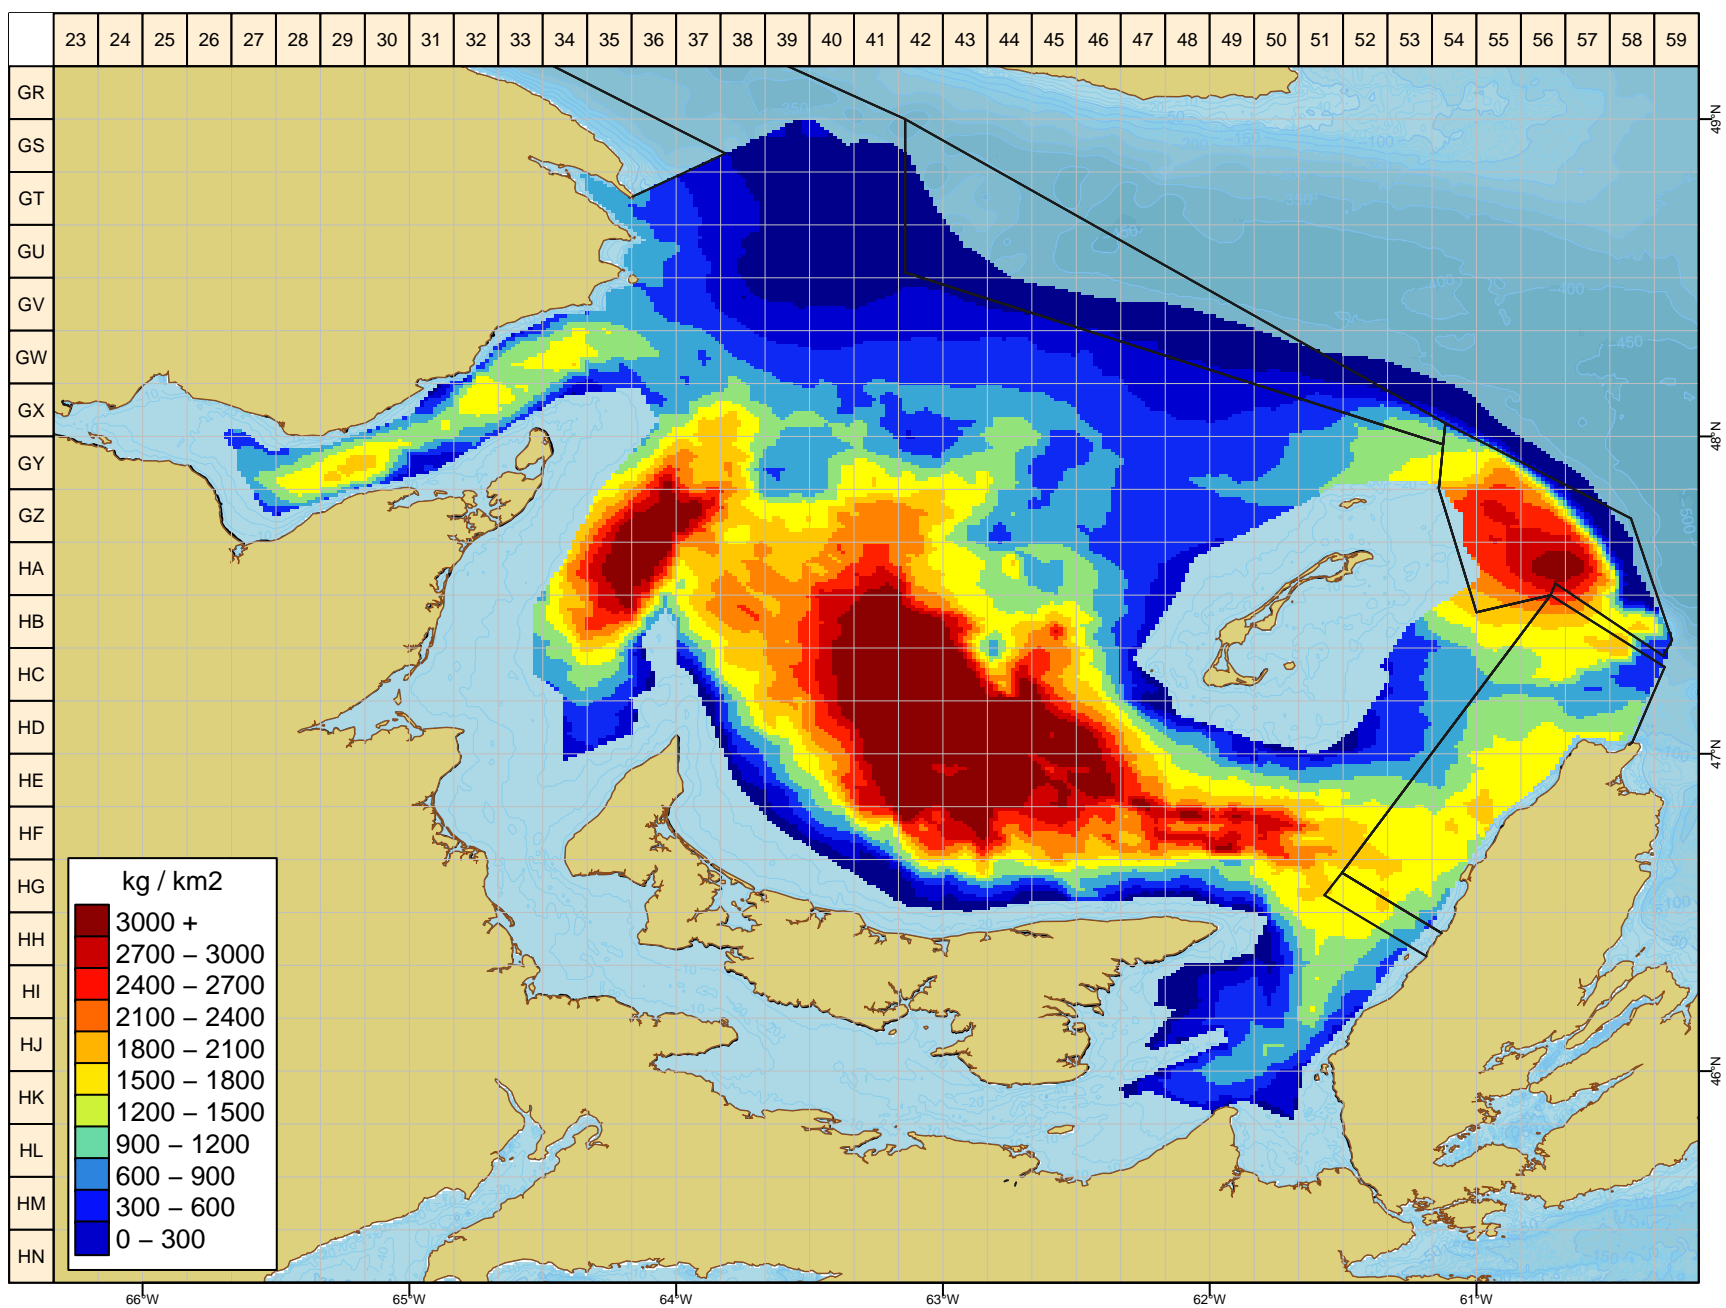 23 24 25 26 27 28 29 30 31 32 33 34 35 36 37 38 39 40 41 42 43 44 45 46 47 48 49 50 51 52 53 54 55 56 57 58 59
GR
GS
GT
GU
GV
GW
GX
GY
GZ
HA
HB
HC
HD
HE
HF
HG
HH
HI
HJ
HK
HL
HM
HN
49°N
48°N
47°N
46°N
kg / km2
3000 +
2700 – 3000
2400 – 2700
2100 – 2400
1800 – 2100
1500 – 1800
1200 – 1500
900 – 1200
600 – 900
300 – 600
0 – 300
66°W 65°W 64°W 63°W 62°W 61°W